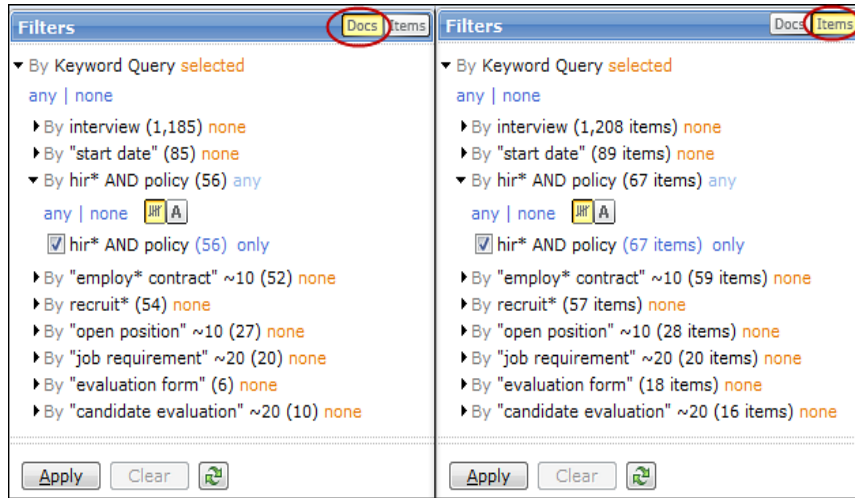 Filters Docs Items
By Keyword Query selected
any | none
By interview (1,185) none
By "start date" (85) none
By hir* AND policy (56) any
any | none A
hir* AND policy (56) only
By "employ* contract" ~10 (52) none
By recruit* (54) none
By "open position" ~10 (27) none
By "job requirement" ~20 (20) none
By "evaluation form" (6) none
By "candidate evaluation" ~20 (10) none
Apply Clear
Filters Docs Items
By Keyword Query selected
any | none
By interview (1,208 items) none
By "start date" (89 items) none
By hir* AND policy (67 items) any
any | none A
hir* AND policy (67 items) only
By "employ* contract" ~10 (59 items) none
By recruit* (57 items) none
By "open position" ~10 (28 items) none
By "job requirement" ~20 (20 items) none
By "evaluation form" (18 items) none
By "candidate evaluation" ~20 (16 items) none
Apply Clear